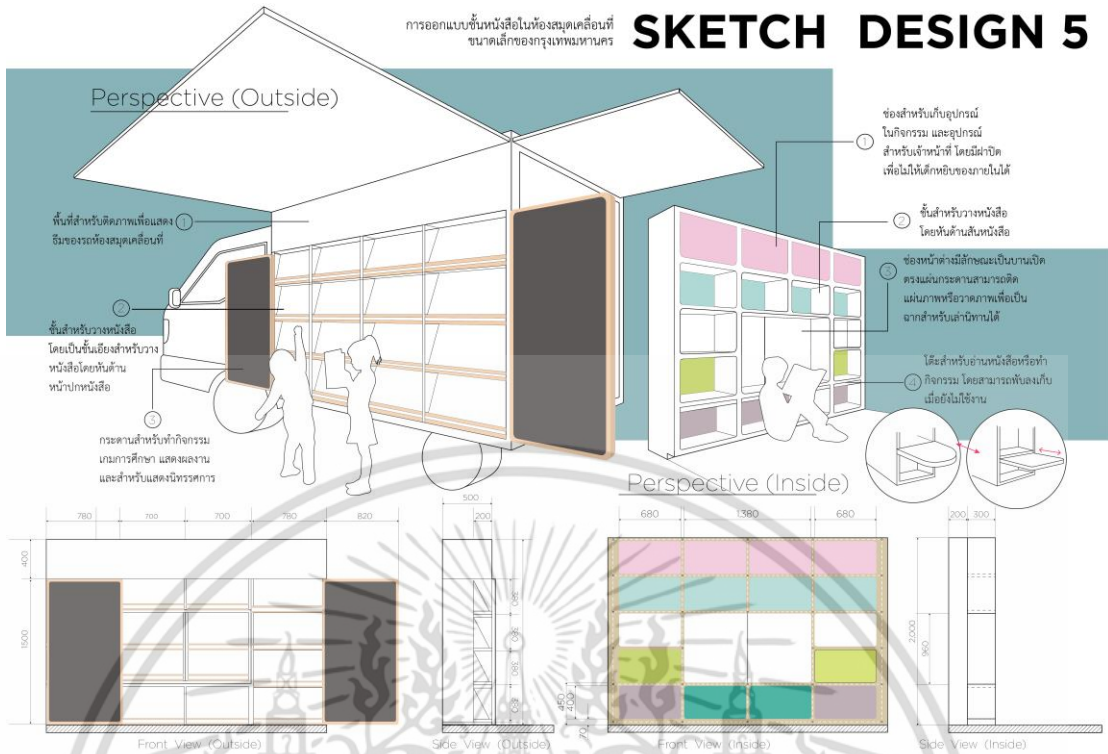 การออกแบบชั้นหนังสือในห้องสมุดเคลื่อนที่
ขนาดเล็กของกรุงเทพมหานคร
SKETCH DESIGN 5
Perspective (Outside)
1
พื้นที่สำหรับติดภาพเพื่อแสดง
ธีมของรถห้องสมุดเคลื่อนที่
2
ชั้นสำหรับวางหนังสือ
โดยเป็นชั้นเอียงสำหรับวาง
หนังสือโดยหันด้าน
หน้าปกหนังสือ
3
กระดานสำหรับทำกิจกรรม
เกมการศึกษา แสดงผลงาน
และสำหรับแสดงนิทรรศการ
1
ช่องสำหรับเก็บอุปกรณ์
ในกิจกรรม และอุปกรณ์
สำหรับเจ้าหน้าที่ โดยมีฝาปิด
เพื่อไม่ให้เด็กหยิบของภายในได้
2
ชั้นสำหรับวางหนังสือ
โดยหันด้านสันหนังสือ
3
ช่องหน้าต่างมีลักษณะเป็นบานเปิด
ตรงแผ่นกระดานสามารถติด
แผ่นภาพหรือวาดภาพเพื่อเป็น
ฉากสำหรับเล่านิทานได้
4
โต๊ะสำหรับอ่านหนังสือหรือทำ
กิจกรรม โดยสามารถพับลงเก็บ
เมื่อยังไม่ใช้งาน
Perspective (Inside)
780 700 700 780 820
400
1500
Front View (Outside)
500
200
380
Side View (Outside)
680 1,380 680
450
400
70
Front View (Inside)
200 300
2,000
960
Side View (Inside)